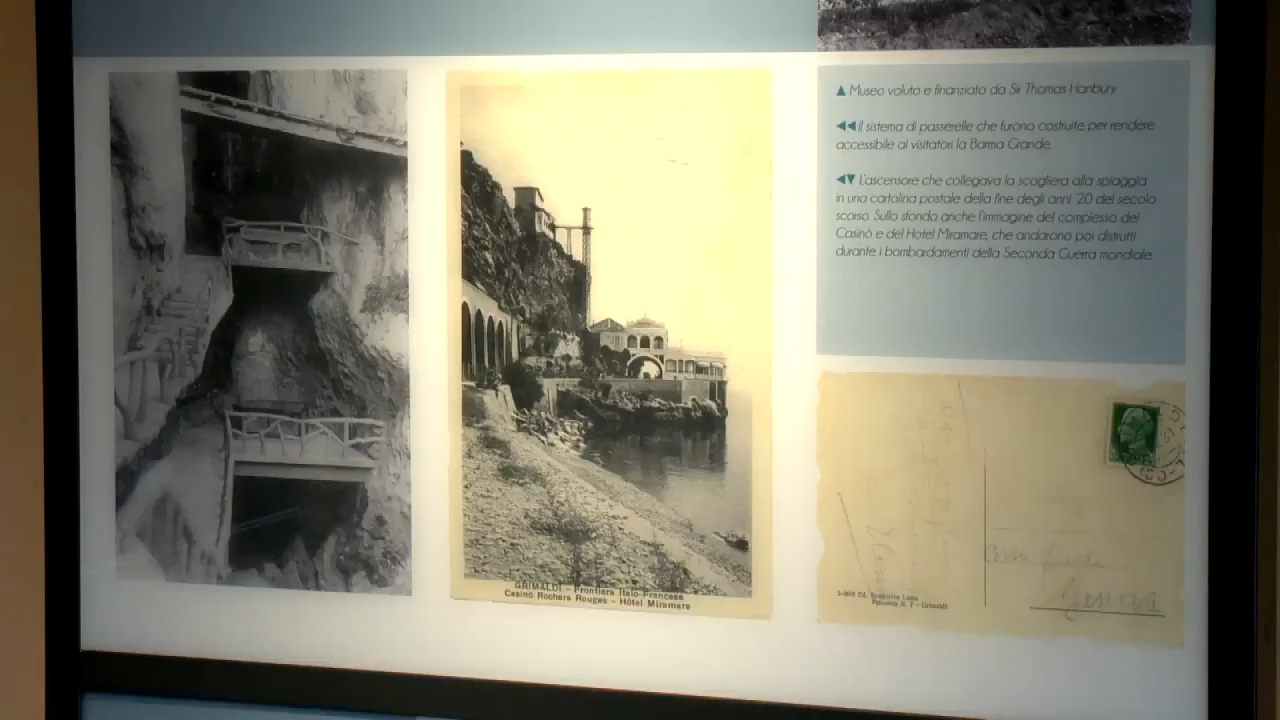 ▲ Museo voluto e finanziato da Sir Thomas Hanbury.
◀◀ Il sistema di passerelle che furono costruite per rendere
accessibile ai visitatori la Barma Grande.
◀▼ L'ascensore che collegava la scogliera alla spiaggia
in una cartolina postale della fine degli anni '20 del secolo
scorso. Sullo sfondo anche l'immagine del complesso del
Casinò e del Hotel Miramare, che andarono poi distrutti
durante i bombardamenti della Seconda Guerra mondiale.
GRIMALDI – Frontiera Italo-Francese
Casinò Rochers Rouges – Hôtel Miramare
Genova